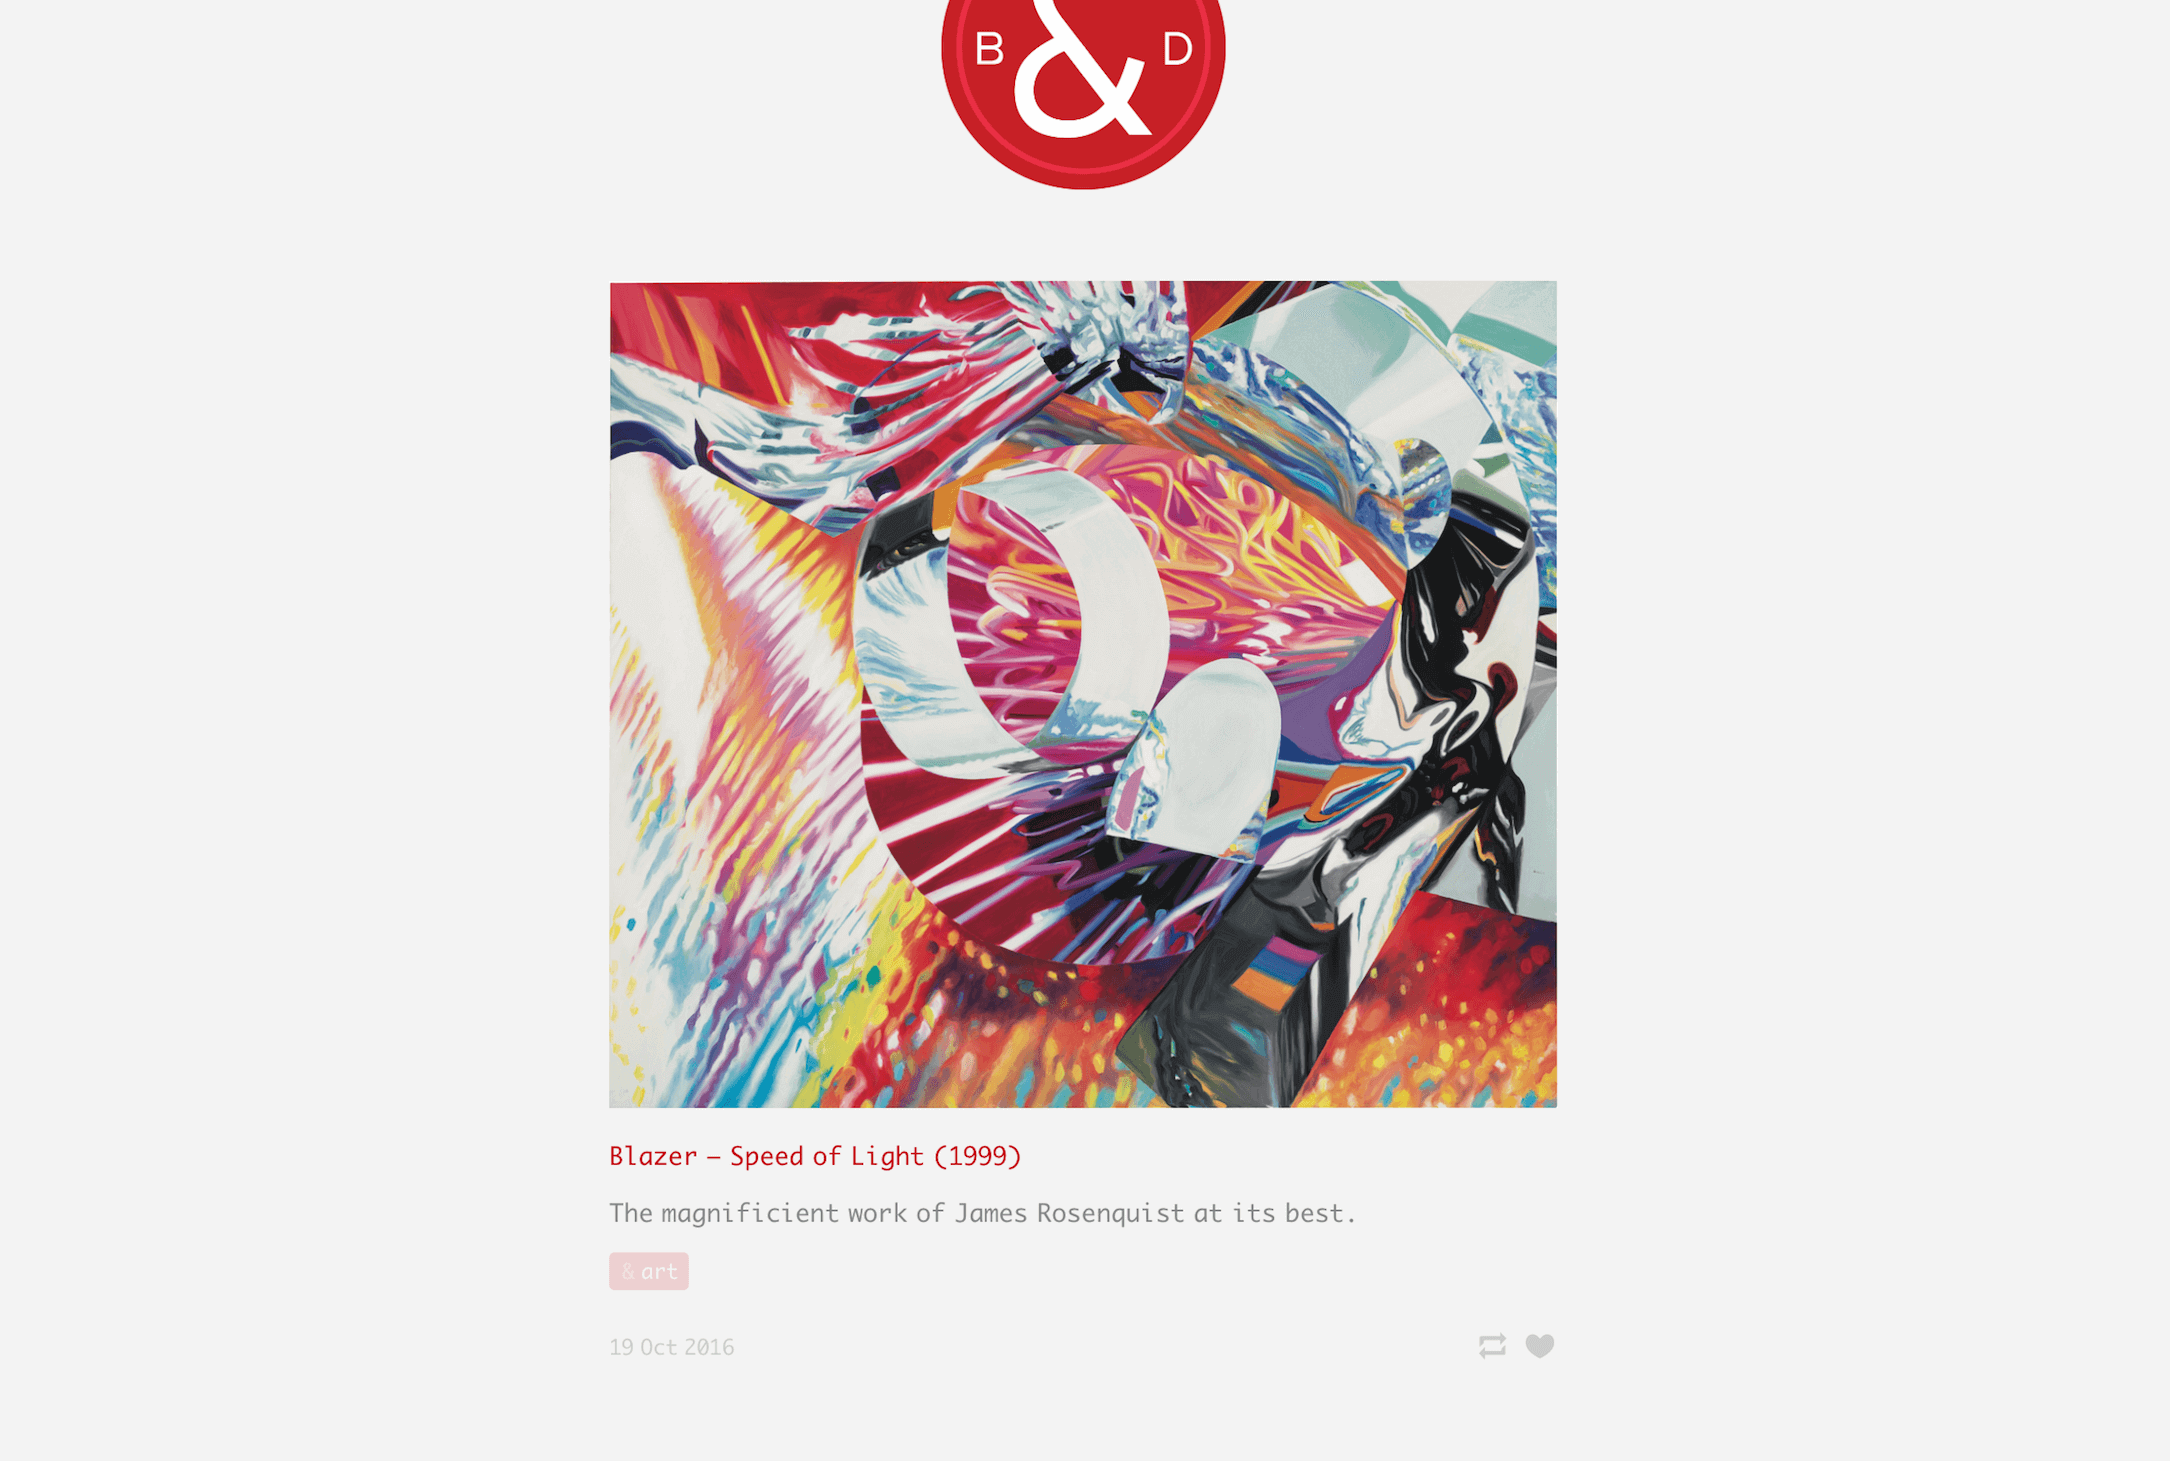 B & D
Blazer – Speed of Light (1999)
The magnificient work of James Rosenquist at its best.
& art
19 Oct 2016